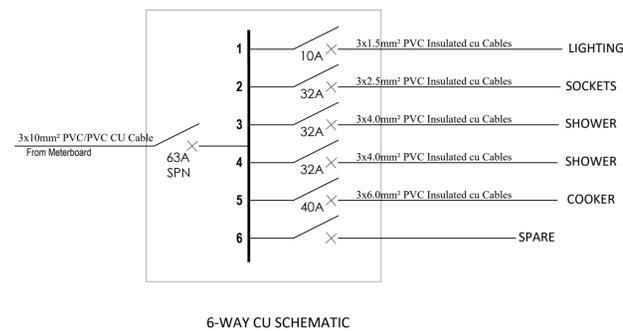 1 10A 3x1.5mm² PVC Insulated cu Cables LIGHTING
2 32A 3x2.5mm² PVC Insulated cu Cables SOCKETS
3 32A 3x4.0mm² PVC Insulated cu Cables SHOWER
3x10mm² PVC/PVC CU Cable
From Meterboard
63A
SPN
4 32A 3x4.0mm² PVC Insulated cu Cables SHOWER
5 40A 3x6.0mm² PVC Insulated cu Cables COOKER
6 SPARE
6-WAY CU SCHEMATIC